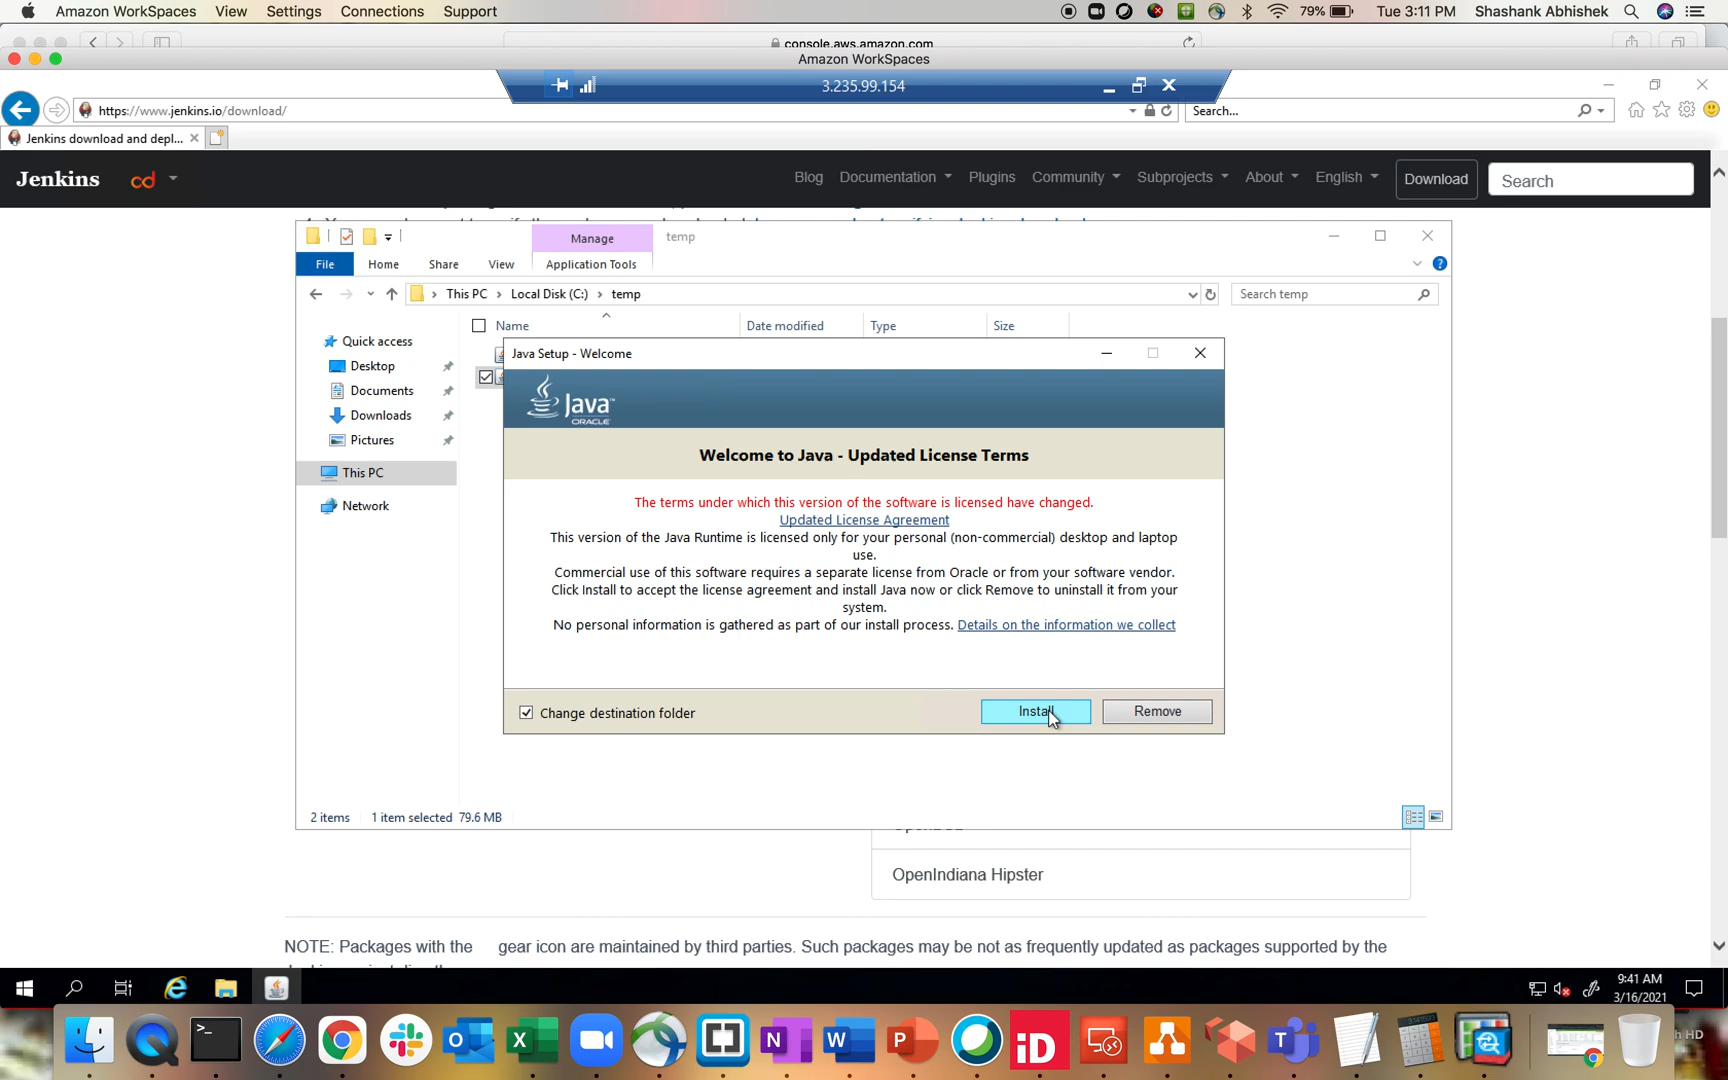 Amazon WorkSpaces View Settings Connections Support 79% Tue 3:11 PM Shashank Abhishek
console.aws.amazon.com
Amazon WorkSpaces
3.235.99.154
https://www.jenkins.io/download/ Search...
Jenkins download and depl...
Jenkins cd Blog Documentation Plugins Community Subprojects About English Download Search
Manage temp
File Home Share View Application Tools
This PC Local Disk (C:) temp Search temp
Name Date modified Type Size
Quick access
Desktop
Documents
Downloads
Pictures
This PC
Network
Java Setup - Welcome
Java
ORACLE
Welcome to Java - Updated License Terms
The terms under which this version of the software is licensed have changed.
Updated License Agreement
This version of the Java Runtime is licensed only for your personal (non-commercial) desktop and laptop
use.
Commercial use of this software requires a separate license from Oracle or from your software vendor.
Click Install to accept the license agreement and install Java now or click Remove to uninstall it from your
system.
No personal information is gathered as part of our install process. Details on the information we collect
Change destination folder Install Remove
2 items 1 item selected 79.6 MB
OpenIndiana Hipster
NOTE: Packages with the gear icon are maintained by third parties. Such packages may be not as frequently updated as packages supported by the
9:41 AM
3/16/2021